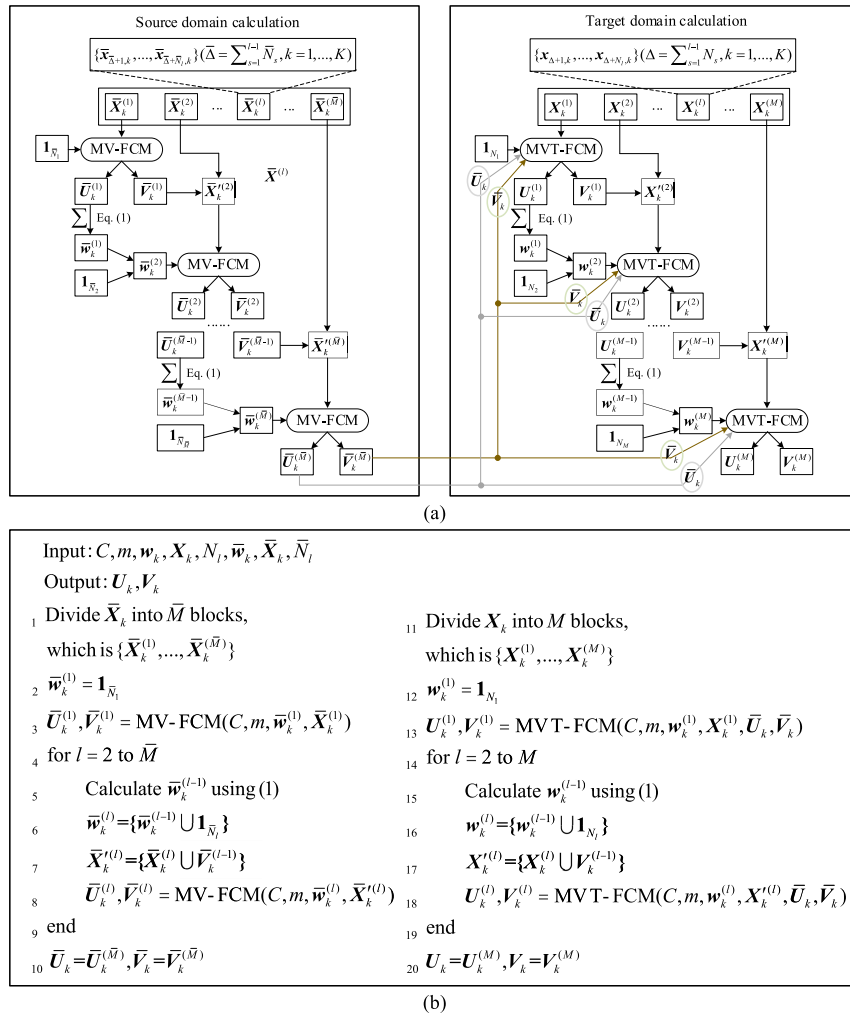 Source domain calculation
{x̄_{Δ̄+1,k},...,x̄_{Δ̄+N̄_l,k}}(Δ̄=∑_{s=1}^{l-1} N̄_s,k=1,...,K)
X̄_k^{(1)} X̄_k^{(2)} ... X̄_k^{(l)} ... X̄_k^{(M̄)}
1_{N̄_1} MV-FCM X̄^{(l)}
Ū_k^{(1)} V̄_k^{(1)} X̄_k'^{(2)}
∑ Eq. (1)
w̄_k^{(1)}
1_{N̄_2} w̄_k^{(2)} MV-FCM
Ū_k^{(2)} V̄_k^{(2)}
......
Ū_k^{(M̄-1)} V̄_k^{(M̄-1)} X̄_k'^{(M̄)}
∑ Eq. (1)
w̄_k^{(M̄-1)}
1_{N̄_M̄} w̄_k^{(M̄)} MV-FCM
Ū_k^{(M̄)} V̄_k^{(M̄)}
Target domain calculation
{x_{Δ+1,k},...,x_{Δ+N_l,k}}(Δ=∑_{s=1}^{l-1} N_s,k=1,...,K)
X_k^{(1)} X_k^{(2)} ... X_k^{(l)} ... X_k^{(M)}
1_{N_1} MVT-FCM
Ū_k
V̄_k
U_k^{(1)} V_k^{(1)} X_k'^{(2)}
∑ Eq. (1)
w_k^{(1)}
1_{N_2} w_k^{(2)} MVT-FCM
V̄_k
Ū_k
U_k^{(2)} V_k^{(2)}
......
U_k^{(M-1)} V_k^{(M-1)} X_k'^{(M)}
∑ Eq. (1)
w_k^{(M-1)}
1_{N_M} w_k^{(M)} MVT-FCM
V̄_k
Ū_k
U_k^{(M)} V_k^{(M)}
(a)
Input: C,m,w_k,X_k,N_l,w̄_k,X̄_k,N̄_l
Output: U_k,V_k
1 Divide X̄_k into M̄ blocks,
which is {X̄_k^{(1)},...,X̄_k^{(M̄)}}
2 w̄_k^{(1)} = 1_{N̄_1}
3 Ū_k^{(1)},V̄_k^{(1)} = MV-FCM(C,m,w̄_k^{(1)},X̄_k^{(1)})
4 for l = 2 to M̄
5 Calculate w̄_k^{(l-1)} using (1)
6 w̄_k^{(l)}={w̄_k^{(l-1)} ⋃ 1_{N̄_l}}
7 X̄_k'^{(l)}={X̄_k^{(l)} ⋃ V̄_k^{(l-1)}}
8 Ū_k^{(l)},V̄_k^{(l)} = MV-FCM(C,m,w̄_k^{(l)},X̄_k'^{(l)})
9 end
10 Ū_k=Ū_k^{(M̄)},V̄_k=V̄_k^{(M̄)}
11 Divide X_k into M blocks,
which is {X_k^{(1)},...,X_k^{(M)}}
12 w_k^{(1)} = 1_{N_1}
13 U_k^{(1)},V_k^{(1)} = MVT-FCM(C,m,w_k^{(1)},X_k^{(1)},Ū_k,V̄_k)
14 for l = 2 to M
15 Calculate w_k^{(l-1)} using (1)
16 w_k^{(l)}={w_k^{(l-1)} ⋃ 1_{N_l}}
17 X_k'^{(l)}={X_k^{(l)} ⋃ V_k^{(l-1)}}
18 U_k^{(l)},V_k^{(l)} = MVT-FCM(C,m,w_k^{(l)},X_k'^{(l)},Ū_k,V̄_k)
19 end
20 U_k=U_k^{(M)},V_k=V_k^{(M)}
(b)